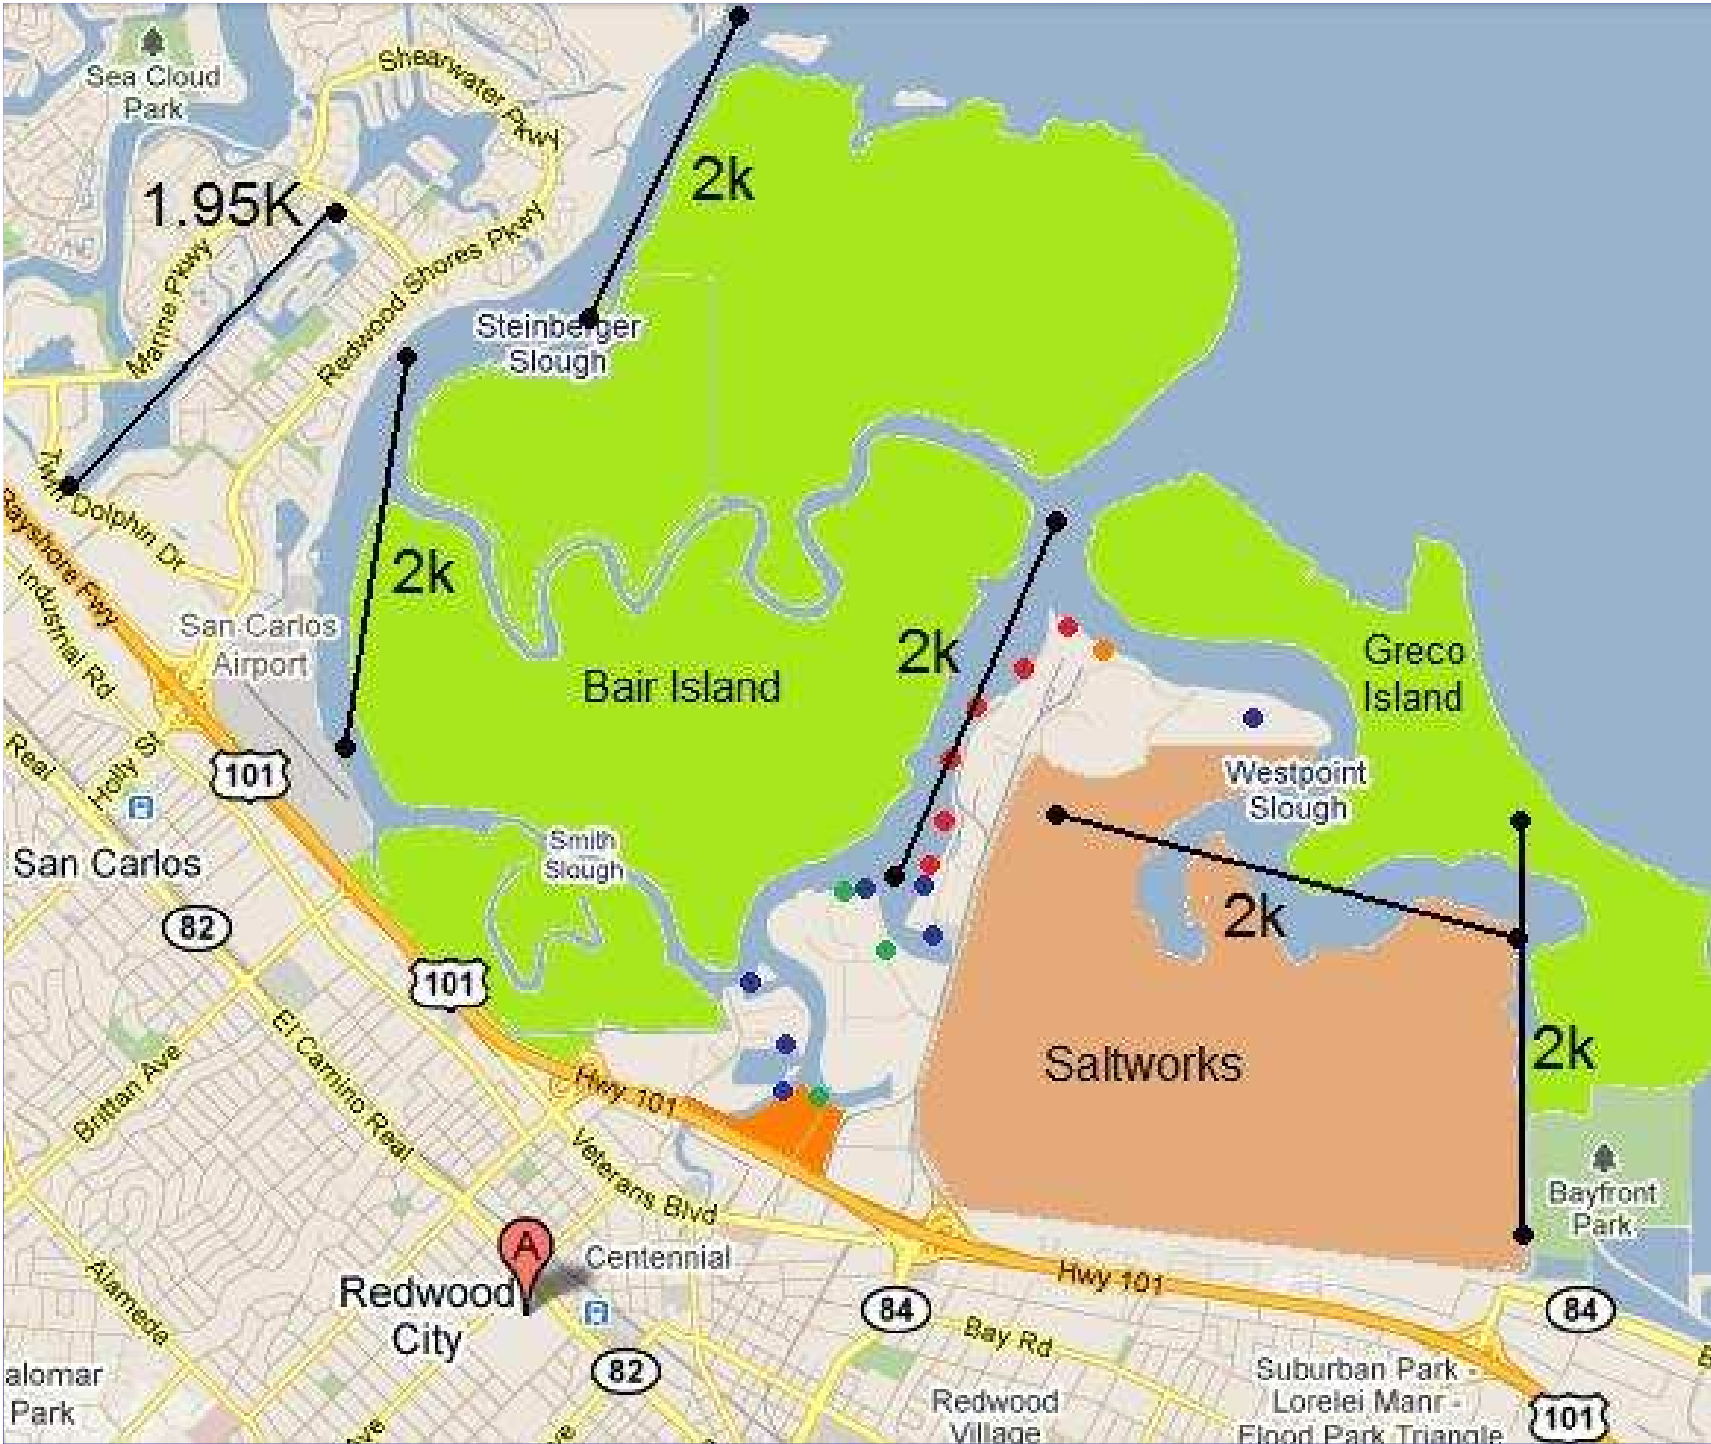 Sea Cloud
Park
Shearwater Pkwy
2k
1.95K
Marine Pkwy
Redwood Shores Pkwy
Steinberger
Slough
Twin Dolphin Dr
Bayshore Fwy
Industrial Rd
2k
San Carlos
Airport
2k
Bair Island
Greco
Island
Holly St
Real
101
Westpoint
Slough
Smith
Slough
San Carlos
82
2k
101
El Camino Real
Brittan Ave
Hwy 101
Saltworks
2k
Veterans Blvd
Bayfront
Park
A
Centennial
Redwood
City
Alameda
Hwy 101
84
84
Bay Rd
82
alomar
Park
Suburban Park -
Lorelei Manr -
Flood Park Triangle
Redwood
Village
101
Ave